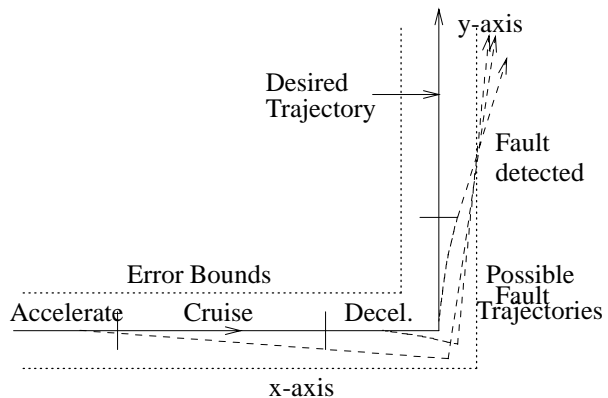 y-axis
Desired
Trajectory
Fault
detected
Error Bounds
Possible
Fault
Trajectories
Accelerate
Cruise
Decel.
x-axis